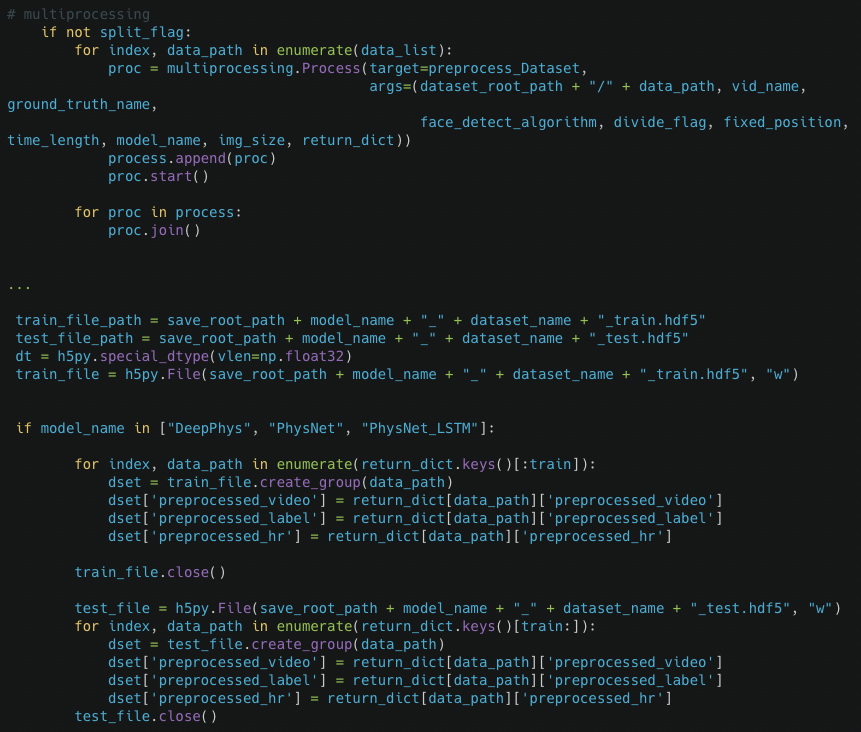 # multiprocessing
    if not split_flag:
        for index, data_path in enumerate(data_list):
            proc = multiprocessing.Process(target=preprocess_Dataset,
                                           args=(dataset_root_path + "/" + data_path, vid_name,
ground_truth_name,
                                                 face_detect_algorithm, divide_flag, fixed_position,
time_length, model_name, img_size, return_dict))
            process.append(proc)
            proc.start()

        for proc in process:
            proc.join()


...

 train_file_path = save_root_path + model_name + "_" + dataset_name + "_train.hdf5"
 test_file_path = save_root_path + model_name + "_" + dataset_name + "_test.hdf5"
 dt = h5py.special_dtype(vlen=np.float32)
 train_file = h5py.File(save_root_path + model_name + "_" + dataset_name + "_train.hdf5", "w")


 if model_name in ["DeepPhys", "PhysNet", "PhysNet_LSTM"]:

        for index, data_path in enumerate(return_dict.keys()[:train]):
            dset = train_file.create_group(data_path)
            dset['preprocessed_video'] = return_dict[data_path]['preprocessed_video']
            dset['preprocessed_label'] = return_dict[data_path]['preprocessed_label']
            dset['preprocessed_hr'] = return_dict[data_path]['preprocessed_hr']

        train_file.close()

        test_file = h5py.File(save_root_path + model_name + "_" + dataset_name + "_test.hdf5", "w")
        for index, data_path in enumerate(return_dict.keys()[train:]):
            dset = test_file.create_group(data_path)
            dset['preprocessed_video'] = return_dict[data_path]['preprocessed_video']
            dset['preprocessed_label'] = return_dict[data_path]['preprocessed_label']
            dset['preprocessed_hr'] = return_dict[data_path]['preprocessed_hr']
        test_file.close()